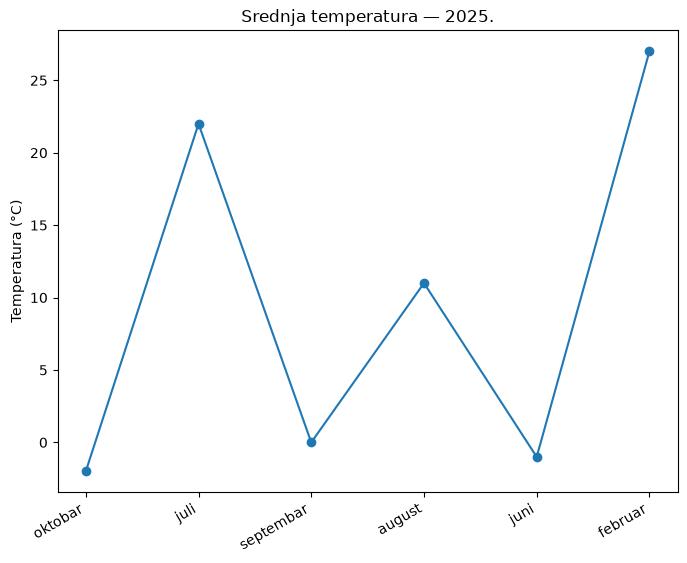 Srednja temperatura — 2025.
Temperatura (°C)
25
20
15
10
5
0
oktobar
juli
septembar
august
juni
februar